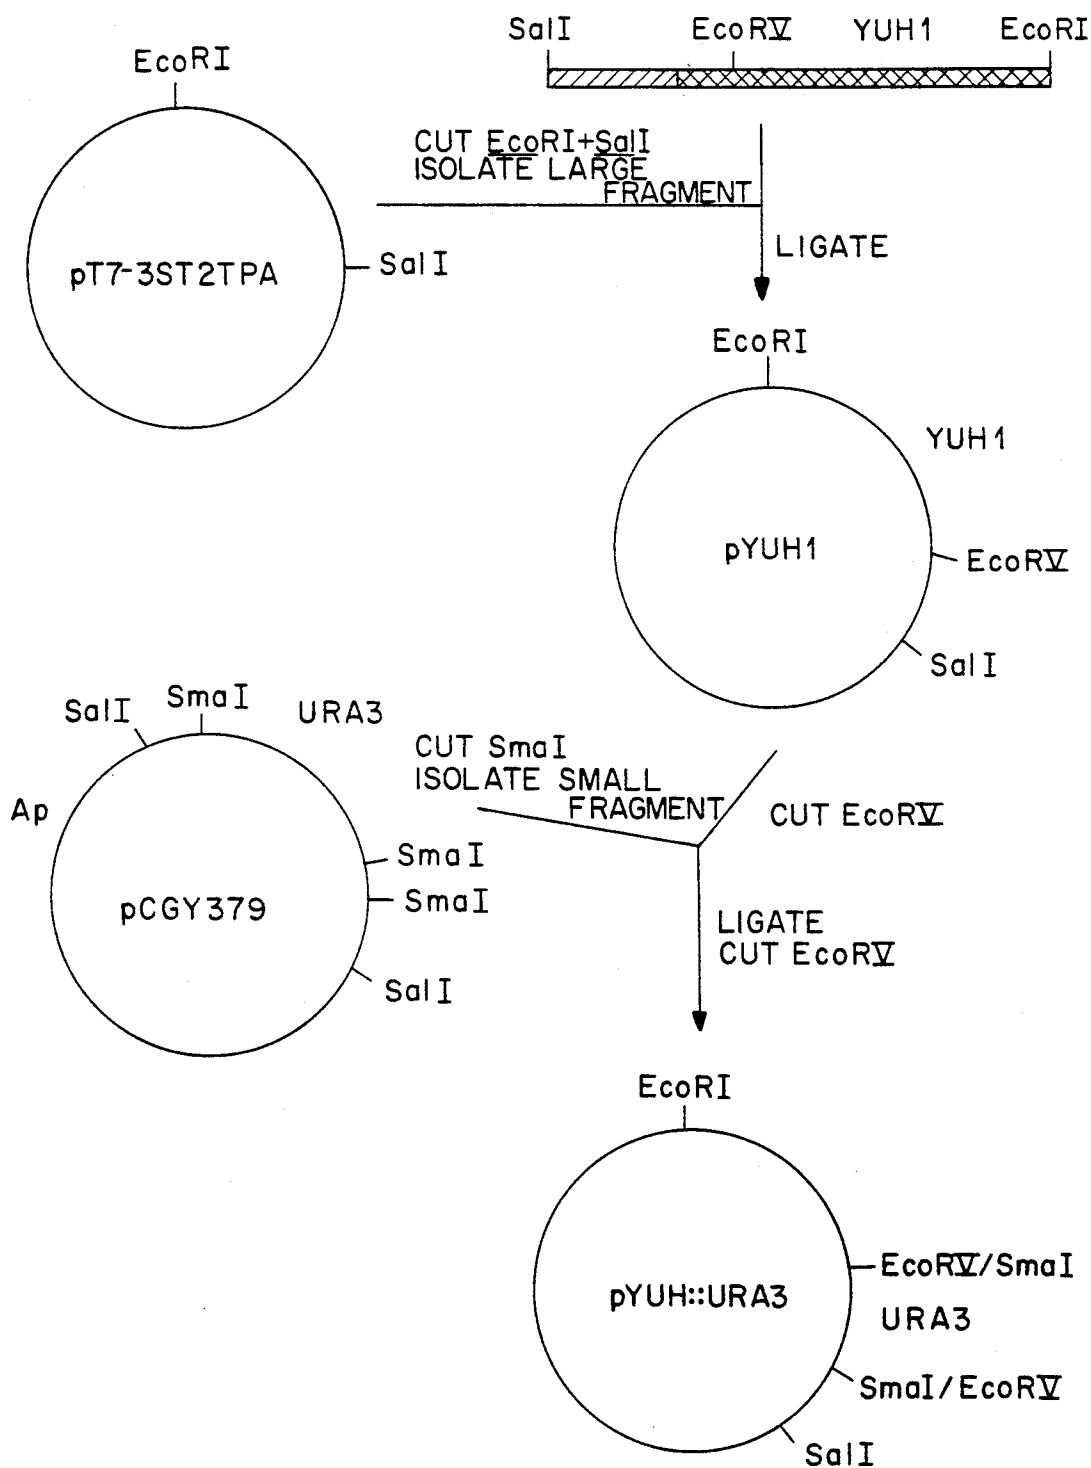 SalI EcoRV YUH1 EcoRI
EcoRI
CUT EcoRI+SalI
ISOLATE LARGE
FRAGMENT
pT7-3ST2TPA
SalI
LIGATE
EcoRI
YUH1
pYUH1
EcoRV
SalI
SalI
SmaI
URA3
CUT SmaI
ISOLATE SMALL
FRAGMENT
CUT EcoRV
Ap
SmaI
SmaI
pCGY379
SalI
LIGATE
CUT EcoRV
EcoRI
EcoRV/SmaI
pYUH::URA3
URA3
SmaI/EcoRV
SalI